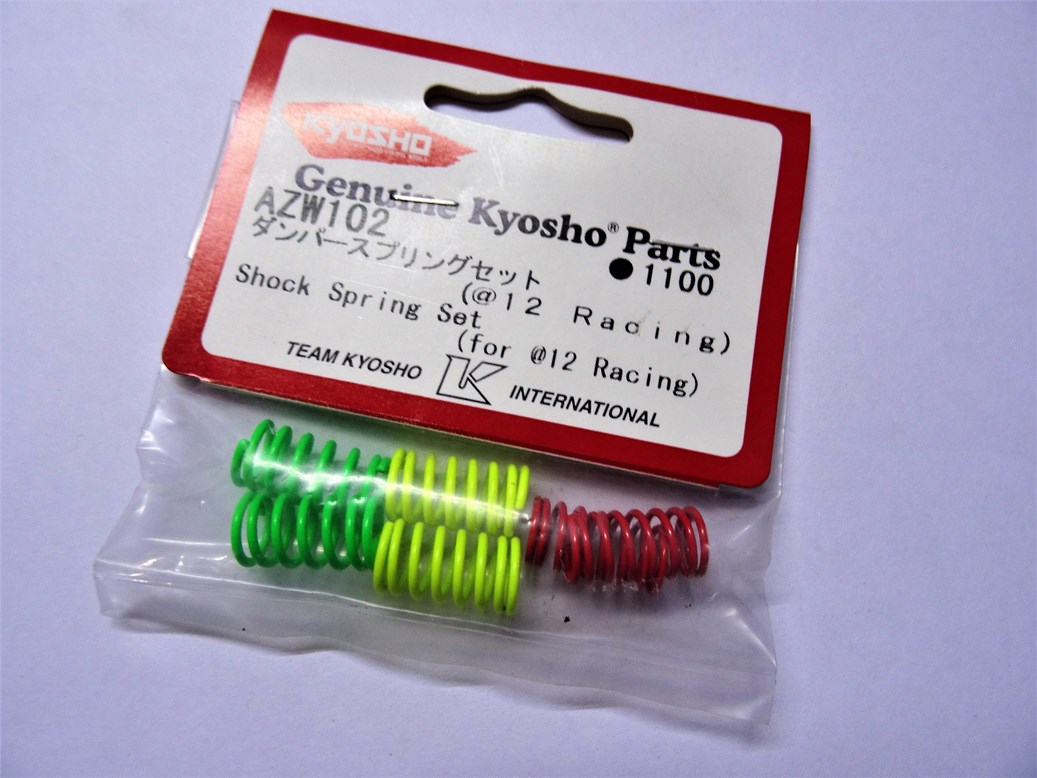 KYOSHO
Genuine Kyosho® Parts
AZW102
●1100
ダンパースプリングセット
(@12 Racing)
Shock Spring Set
(for @12 Racing)
TEAM KYOSHO K INTERNATIONAL